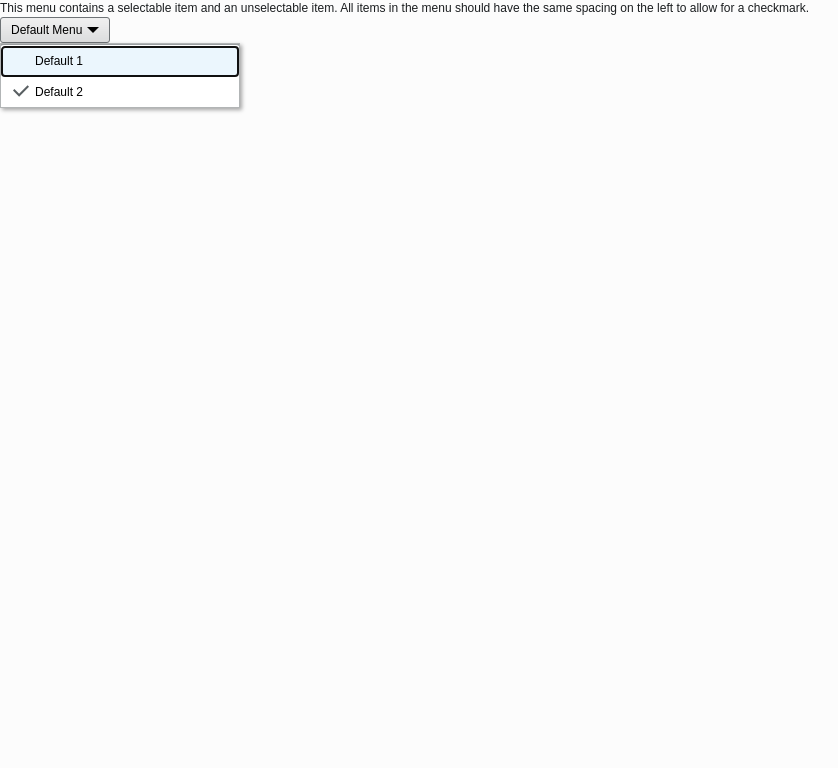 This menu contains a selectable item and an unselectable item. All items in the menu should have the same spacing on the left to allow for a checkmark.
Default Menu
Default 1
Default 2